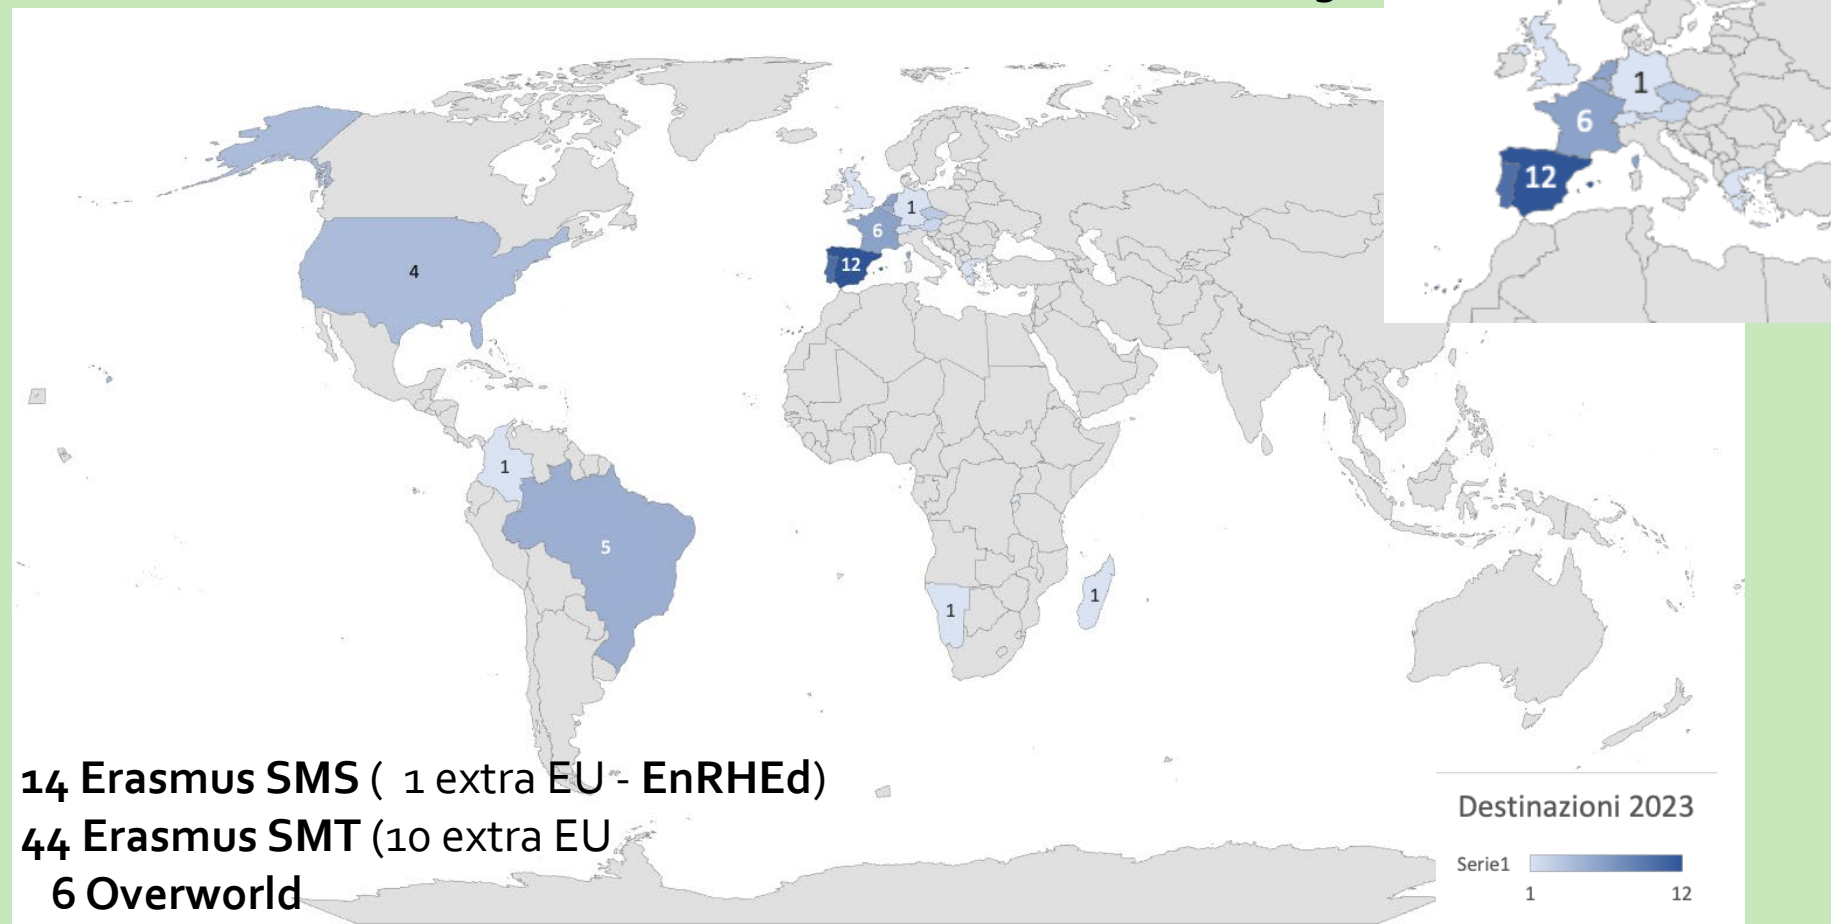 1
6
12
4
1
6
12
1
5
1
1
14 Erasmus SMS ( 1 extra EU - EnRHEd)
44 Erasmus SMT (10 extra EU
6 Overworld
Destinazioni 2023
Serie1
1 12